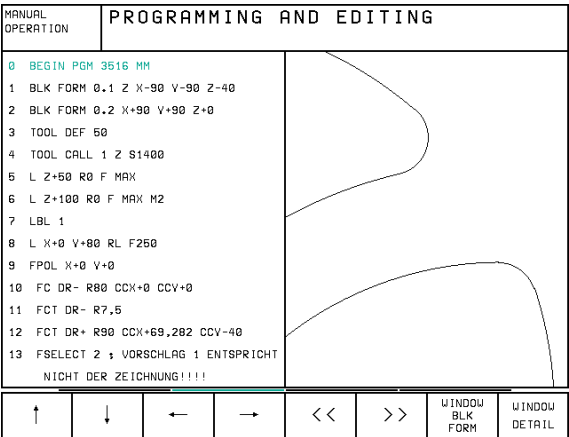 MANUAL
OPERATION
PROGRAMMING AND EDITING
0 BEGIN PGM 3516 MM
1 BLK FORM 0.1 Z X-90 Y-90 Z-40
2 BLK FORM 0.2 X+90 Y+90 Z+0
3 TOOL DEF 50
4 TOOL CALL 1 Z S1400
5 L Z+50 R0 F MAX
6 L Z+100 R0 F MAX M2
7 LBL 1
8 L X+0 Y+80 RL F250
9 FPOL X+0 Y+0
10 FC DR- R80 CCX+0 CCY+0
11 FCT DR- R7,5
12 FCT DR+ R90 CCX+69,282 CCY-40
13 FSELECT 2 ; VORSCHLAG 1 ENTSPRICHT
NICHT DER ZEICHNUNG!!!!
↑ ↓ ← → << >>
WINDOW
BLK
FORM
WINDOW
DETAIL